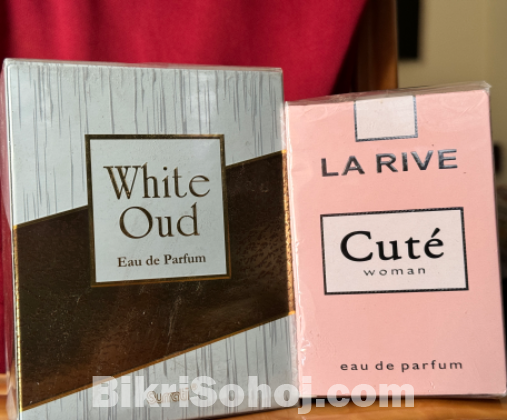 White
Oud
Eau de Parfum
LA RIVE
Cuté
woman
eau de parfum
BikriSohoj.com